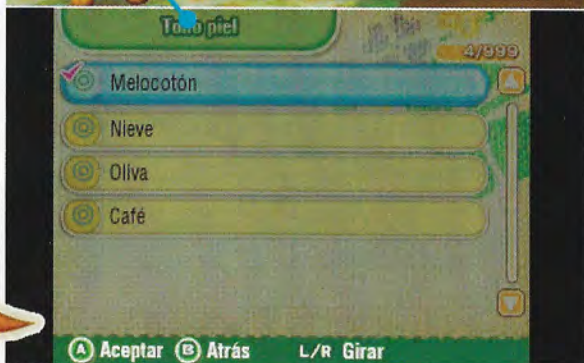 Tono piel
4/999
Melocotón
Nieve
Oliva
Café
A Aceptar B Atrás L/R Girar